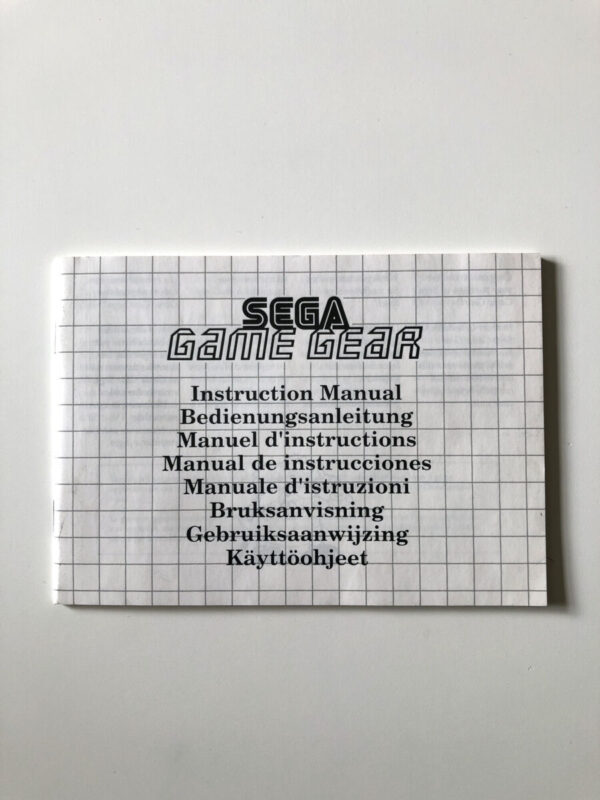 SEGA
GAME GEAR
Instruction Manual
Bedienungsanleitung
Manuel d'instructions
Manual de instrucciones
Manuale d'istruzioni
Bruksanvisning
Gebruiksaanwijzing
Käyttöohjeet